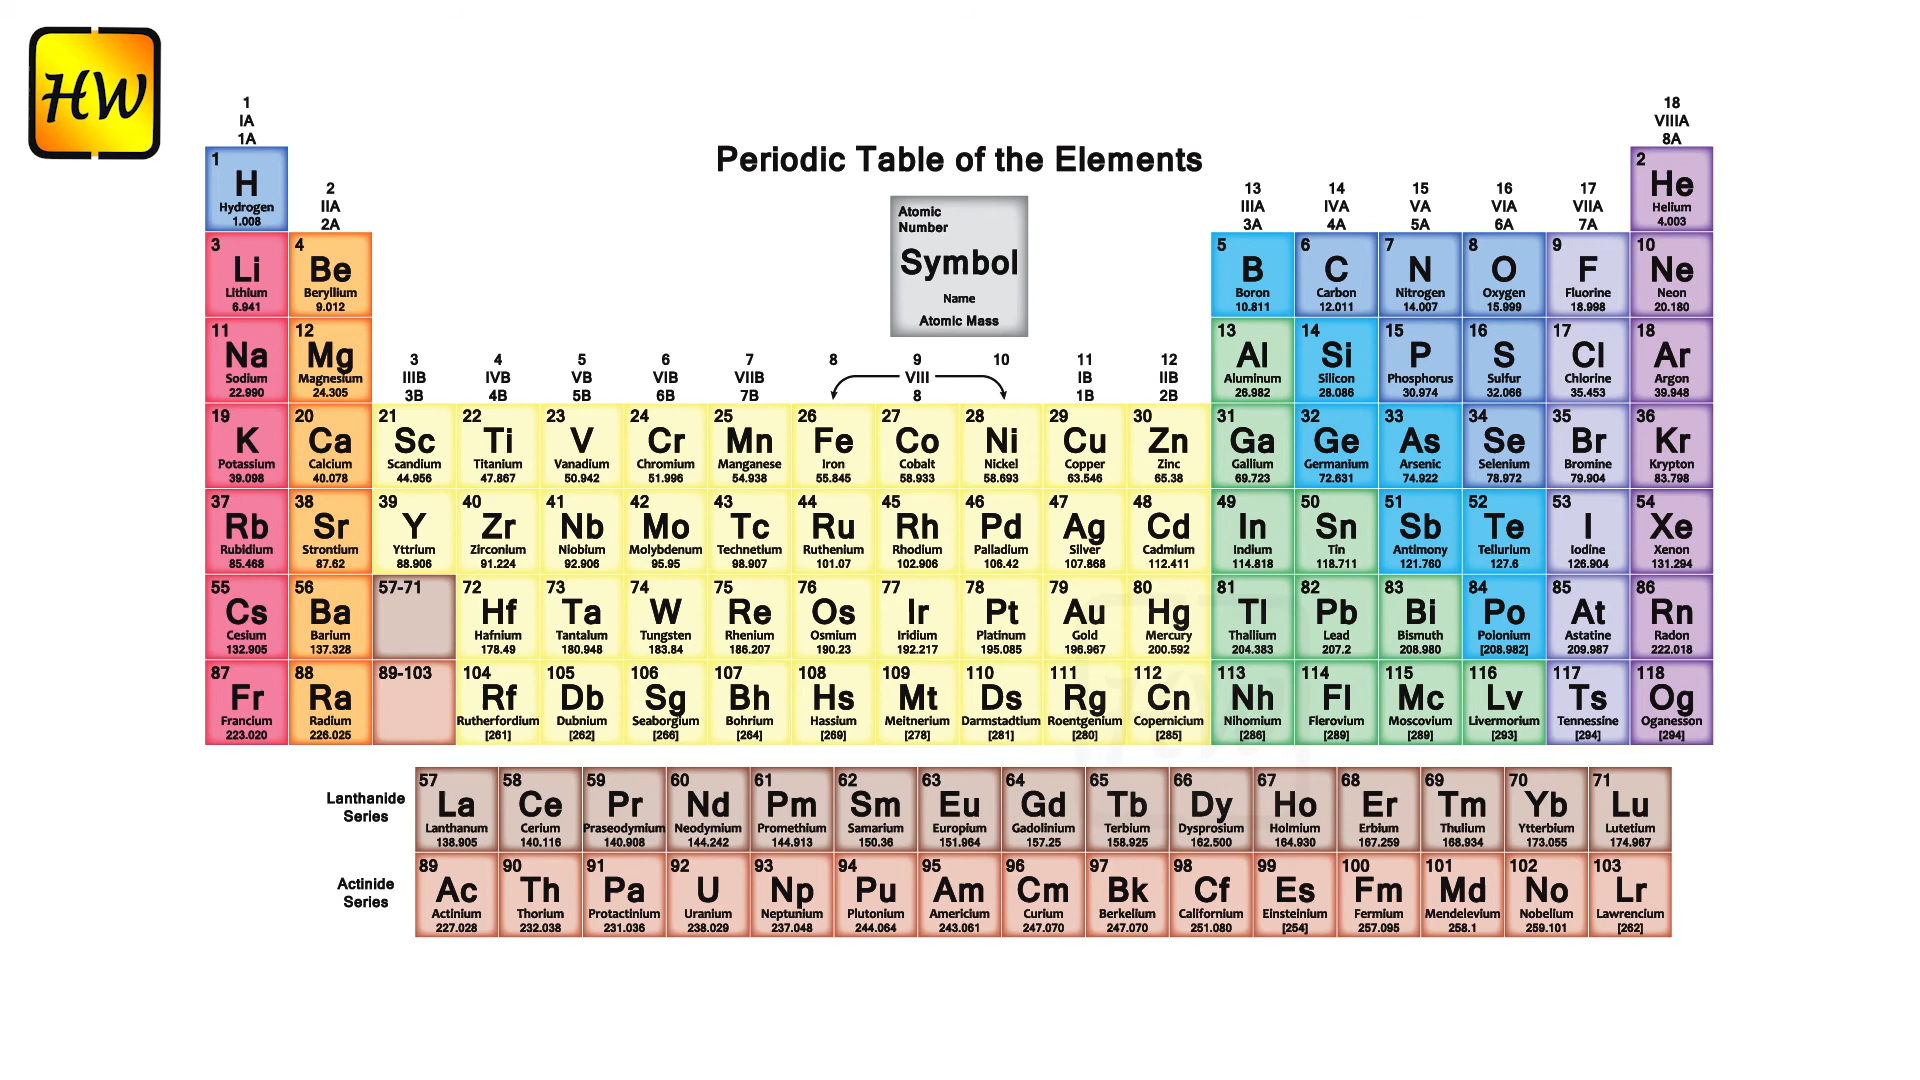 HW
1
IA
1A
18
VIIIA
8A
Periodic Table of the Elements
1
H
Hydrogen
1.008
2
IIA
2A
Atomic
Number
Symbol
Name
Atomic Mass
13
IIIA
3A
14
IVA
4A
15
VA
5A
16
VIA
6A
17
VIIA
7A
2
He
Helium
4.003
3
Li
Lithium
6.941
4
Be
Beryllium
9.012
5
B
Boron
10.811
6
C
Carbon
12.011
7
N
Nitrogen
14.007
8
O
Oxygen
15.999
9
F
Fluorine
18.998
10
Ne
Neon
20.180
11
Na
Sodium
22.990
12
Mg
Magnesium
24.305
3
IIIB
3B
4
IVB
4B
5
VB
5B
6
VIB
6B
7
VIIB
7B
8
9
10
VIII
8
11
IB
1B
12
IIB
2B
13
Al
Aluminum
26.982
14
Si
Silicon
28.086
15
P
Phosphorus
30.974
16
S
Sulfur
32.066
17
Cl
Chlorine
35.453
18
Ar
Argon
39.948
19
K
Potassium
39.098
20
Ca
Calcium
40.078
21
Sc
Scandium
44.956
22
Ti
Titanium
47.867
23
V
Vanadium
50.942
24
Cr
Chromium
51.996
25
Mn
Manganese
54.938
26
Fe
Iron
55.845
27
Co
Cobalt
58.933
28
Ni
Nickel
58.693
29
Cu
Copper
63.546
30
Zn
Zinc
65.38
31
Ga
Gallium
69.723
32
Ge
Germanium
72.631
33
As
Arsenic
74.922
34
Se
Selenium
78.972
35
Br
Bromine
79.904
36
Kr
Krypton
83.798
37
Rb
Rubidium
85.468
38
Sr
Strontium
87.62
39
Y
Yttrium
88.906
40
Zr
Zirconium
91.224
41
Nb
Niobium
92.906
42
Mo
Molybdenum
95.95
43
Tc
Technetium
98.907
44
Ru
Ruthenium
101.07
45
Rh
Rhodium
102.906
46
Pd
Palladium
106.42
47
Ag
Silver
107.868
48
Cd
Cadmium
112.411
49
In
Indium
114.818
50
Sn
Tin
118.711
51
Sb
Antimony
121.760
52
Te
Tellurium
127.6
53
I
Iodine
126.904
54
Xe
Xenon
131.294
55
Cs
Cesium
132.905
56
Ba
Barium
137.328
57-71
72
Hf
Hafnium
178.49
73
Ta
Tantalum
180.948
74
W
Tungsten
183.84
75
Re
Rhenium
186.207
76
Os
Osmium
190.23
77
Ir
Iridium
192.217
78
Pt
Platinum
195.085
79
Au
Gold
196.967
80
Hg
Mercury
200.592
81
Tl
Thallium
204.383
82
Pb
Lead
207.2
83
Bi
Bismuth
208.980
84
Po
Polonium
[208.982]
85
At
Astatine
209.987
86
Rn
Radon
222.018
87
Fr
Francium
223.020
88
Ra
Radium
226.025
89-103
104
Rf
Rutherfordium
[261]
105
Db
Dubnium
[262]
106
Sg
Seaborgium
[266]
107
Bh
Bohrium
[264]
108
Hs
Hassium
[269]
109
Mt
Meitnerium
[278]
110
Ds
Darmstadtium
[281]
111
Rg
Roentgenium
[280]
112
Cn
Copernicium
[285]
113
Nh
Nihomium
[286]
114
Fl
Flerovium
[289]
115
Mc
Moscovium
[289]
116
Lv
Livermorium
[293]
117
Ts
Tennessine
[294]
118
Og
Oganesson
[294]
Lanthanide
Series
57
La
Lanthanum
138.905
58
Ce
Cerium
140.116
59
Pr
Praseodymium
140.908
60
Nd
Neodymium
144.242
61
Pm
Promethium
144.913
62
Sm
Samarium
150.36
63
Eu
Europium
151.964
64
Gd
Gadolinium
157.25
65
Tb
Terbium
158.925
66
Dy
Dysprosium
162.500
67
Ho
Holmium
164.930
68
Er
Erbium
167.259
69
Tm
Thulium
168.934
70
Yb
Ytterbium
173.055
71
Lu
Lutetium
174.967
Actinide
Series
89
Ac
Actinium
227.028
90
Th
Thorium
232.038
91
Pa
Protactinium
231.036
92
U
Uranium
238.029
93
Np
Neptunium
237.048
94
Pu
Plutonium
244.064
95
Am
Americium
243.061
96
Cm
Curium
247.070
97
Bk
Berkelium
247.070
98
Cf
Californium
251.080
99
Es
Einsteinium
[254]
100
Fm
Fermium
257.095
101
Md
Mendelevium
258.1
102
No
Nobelium
259.101
103
Lr
Lawrencium
[262]